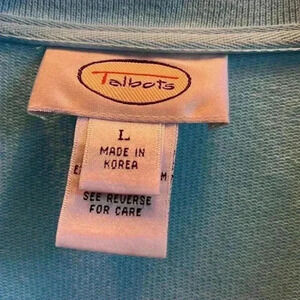 Talbots
L
MADE IN
KOREA
SEE REVERSE
FOR CARE